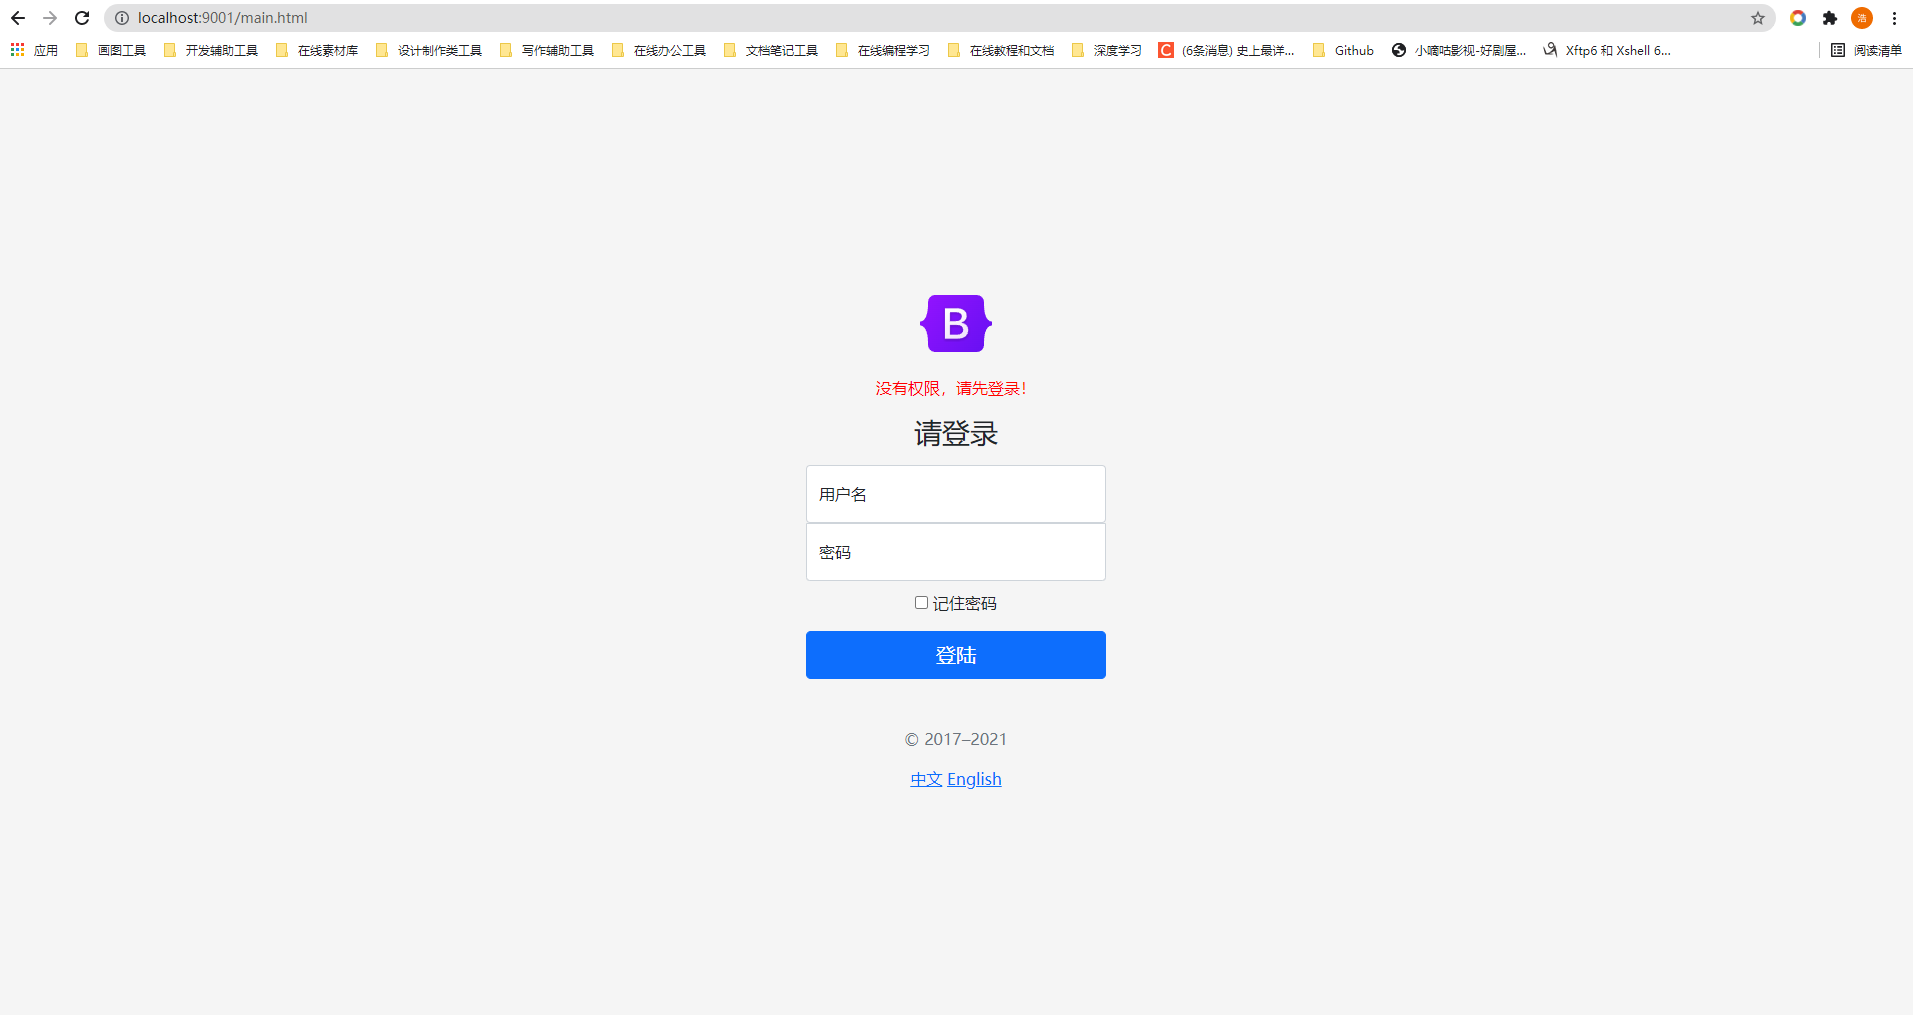 localhost:9001/main.html
应用 画图工具 开发辅助工具 在线素材库 设计制作类工具 写作辅助工具 在线办公工具 文档笔记工具 在线编程学习 在线教程和文档 深度学习 (6条消息) 史上最详... Github 小嘀咕影视-好剧屋... Xftp6 和 Xshell 6... 阅读清单
B
没有权限，请先登录!
请登录
用户名
密码
记住密码
登陆
© 2017–2021
中文 English